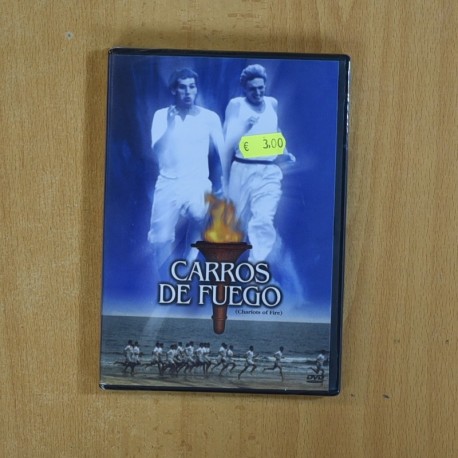 € 3.00
CARROS
DE FUEGO
(Chariots of Fire)
DVD